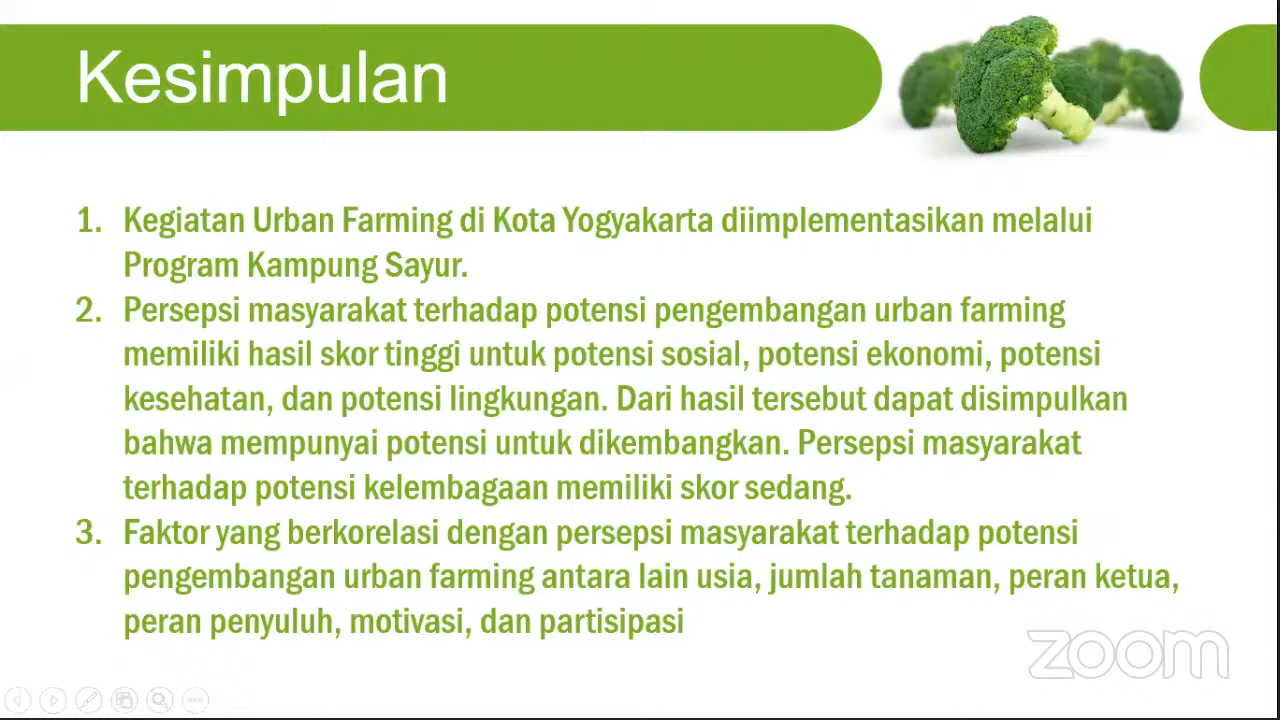 Kesimpulan
1. Kegiatan Urban Farming di Kota Yogyakarta diimplementasikan melalui
Program Kampung Sayur.
2. Persepsi masyarakat terhadap potensi pengembangan urban farming
memiliki hasil skor tinggi untuk potensi sosial, potensi ekonomi, potensi
kesehatan, dan potensi lingkungan. Dari hasil tersebut dapat disimpulkan
bahwa mempunyai potensi untuk dikembangkan. Persepsi masyarakat
terhadap potensi kelembagaan memiliki skor sedang.
3. Faktor yang berkorelasi dengan persepsi masyarakat terhadap potensi
pengembangan urban farming antara lain usia, jumlah tanaman, peran ketua,
peran penyuluh, motivasi, dan partisipasi
zoom